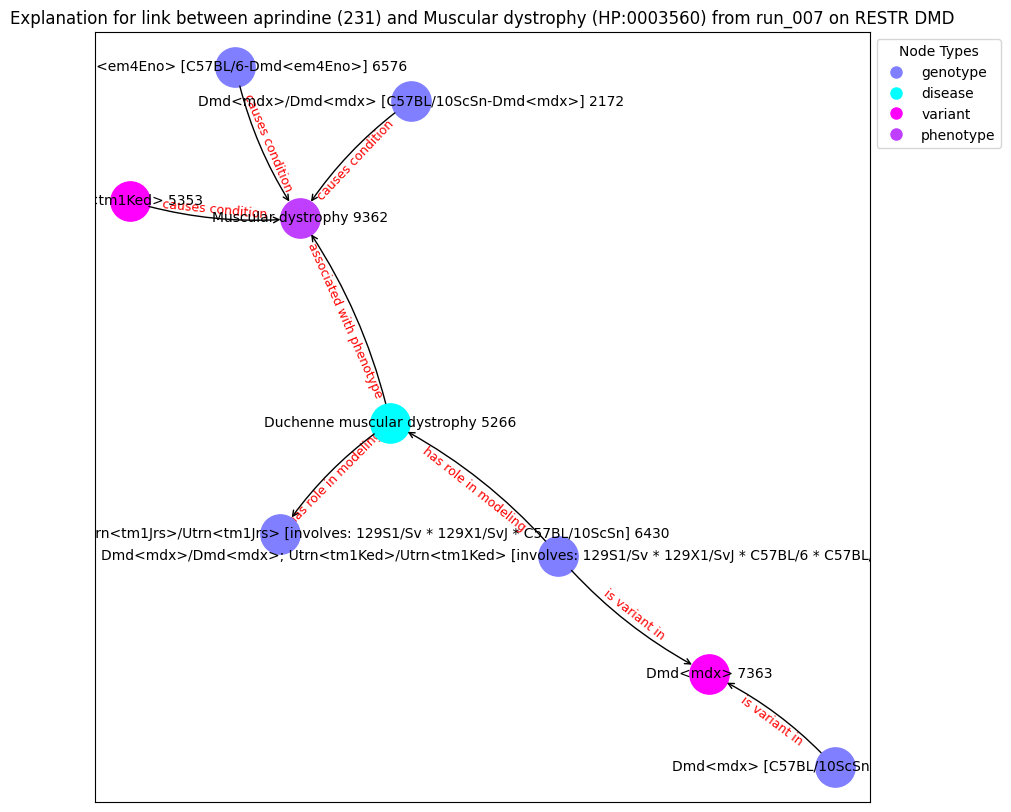 Explanation for link between aprindine (231) and Muscular dystrophy (HP:0003560) from run_007 on RESTR DMD
Node Types
genotype
disease
variant
phenotype
<em4Eno> [C57BL/6-Dmd<em4Eno>] 6576
Dmd<mdx>/Dmd<mdx> [C57BL/10ScSn-Dmd<mdx>] 2172
causes condition
causes condition
<tm1Ked> 5353
causes condition
Muscular dystrophy 9362
associated with phenotype
Duchenne muscular dystrophy 5266
has role in modeling
has role in modeling
rn<tm1Jrs>/Utrn<tm1Jrs> [involves: 129S1/Sv * 129X1/SvJ * C57BL/10ScSn] 6430
Dmd<mdx>/Dmd<mdx>; Utrn<tm1Ked>/Utrn<tm1Ked> [involves: 129S1/Sv * 129X1/SvJ * C57BL/6 * C57BL/
is variant in
Dmd<mdx> 7363
is variant in
Dmd<mdx> [C57BL/10ScSn